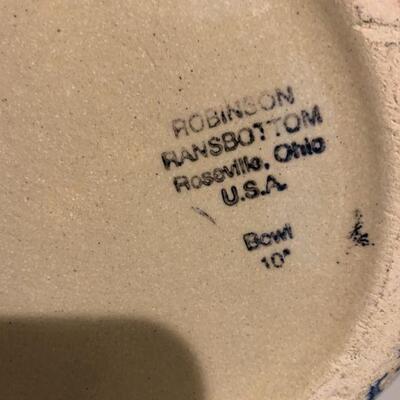 ROBINSON
RANSBOTTOM
Roseville, Ohio
U.S.A.
Bowl
10"